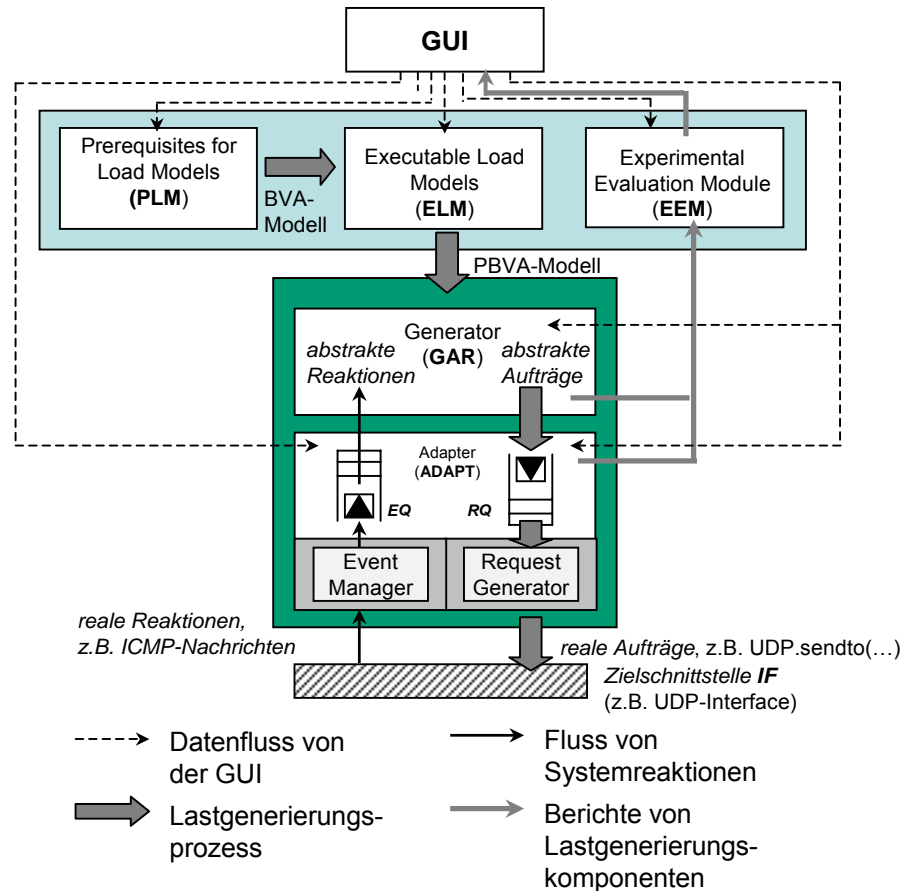 GUI
Prerequisites for
Load Models
(PLM)
BVA-
Modell
Executable Load
Models
(ELM)
Experimental
Evaluation Module
(EEM)
PBVA-Modell
Generator
(GAR)
abstrakte
Reaktionen
abstrakte
Aufträge
Adapter
(ADAPT)
EQ
RQ
Event
Manager
Request
Generator
reale Reaktionen,
z.B. ICMP-Nachrichten
reale Aufträge, z.B. UDP.sendto(…)
Zielschnittstelle IF
(z.B. UDP-Interface)
Datenfluss von
der GUI
Fluss von
Systemreaktionen
Lastgenerierungs-
prozess
Berichte von
Lastgenerierungs-
komponenten